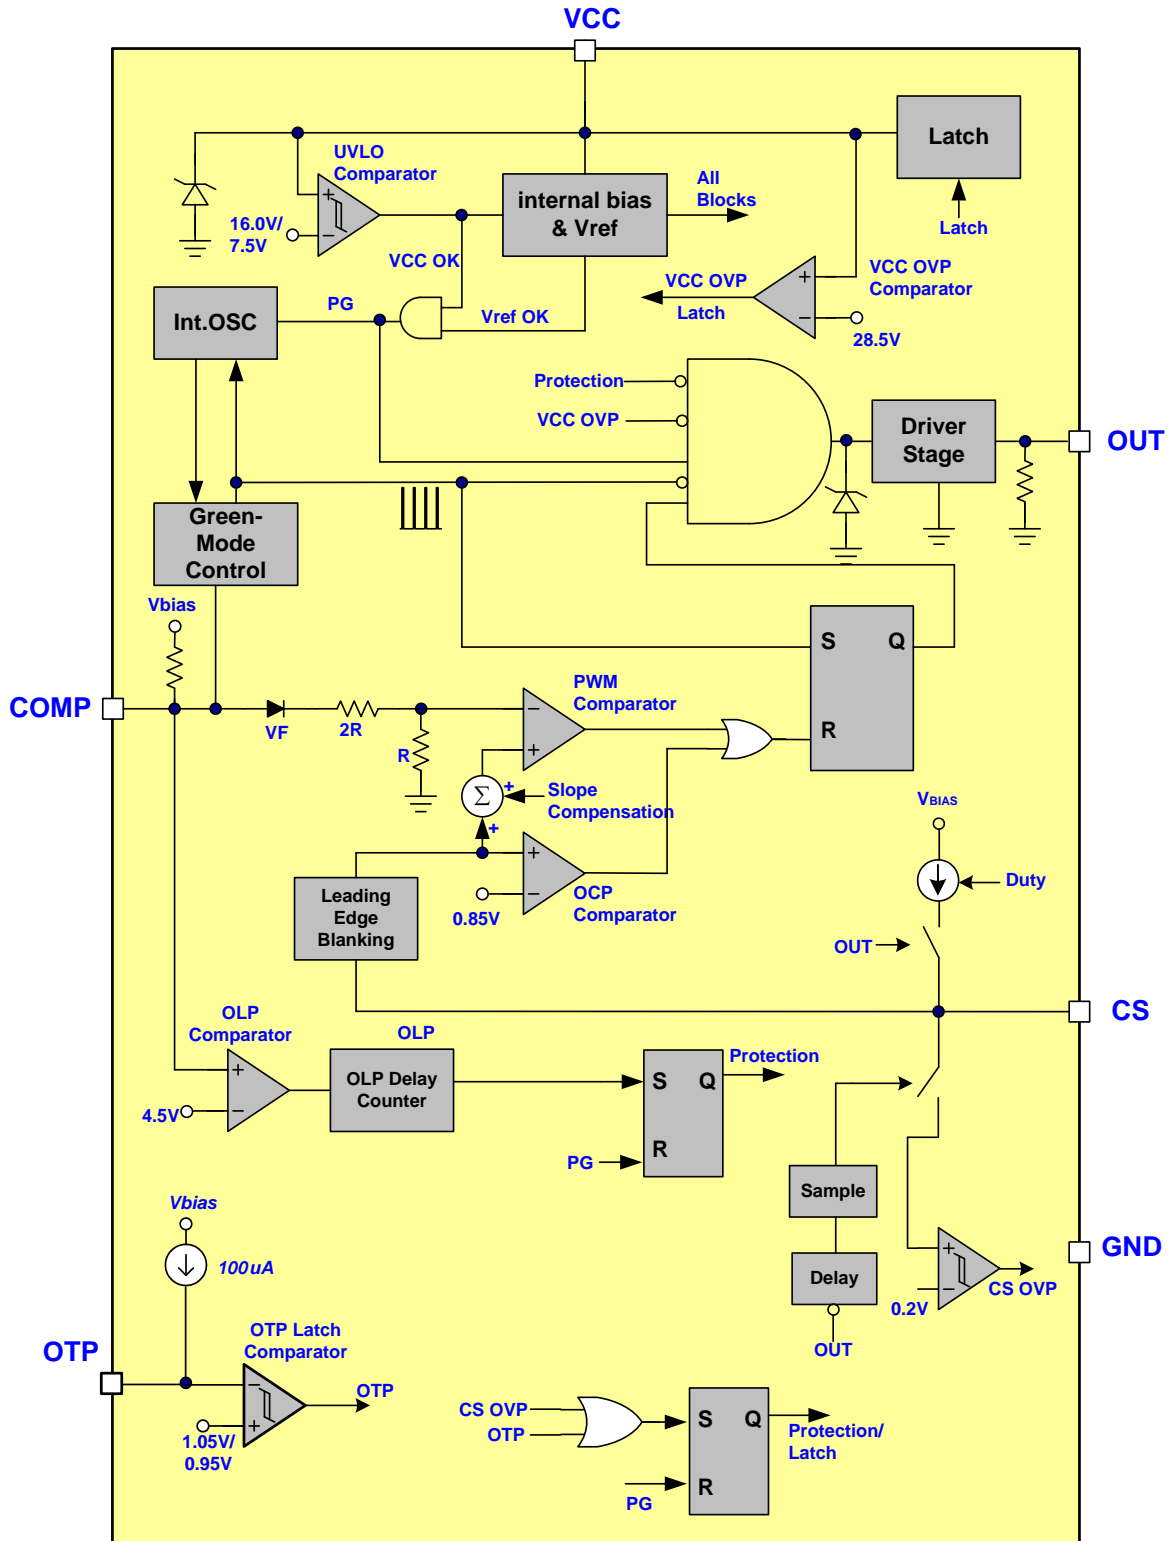 VCC
UVLO
Comparator
+
−
16.0V/
7.5V
VCC OK
internal bias
& Vref
All
Blocks
Latch
Latch
VCC OVP
Latch
+
−
VCC OVP
Comparator
28.5V
Int.OSC
PG
Vref OK
Protection
VCC OVP
Driver
Stage
OUT
Green-
Mode
Control
Vbias
COMP
VF
2R
R
PWM
Comparator
−
+
Σ
+
+
Slope
Compensation
S
Q
R
Leading
Edge
Blanking
0.85V
+
−
OCP
Comparator
VBIAS
Duty
OUT
CS
OLP
Comparator
+
−
4.5V
OLP
OLP Delay
Counter
S
Q
R
Protection
PG
Sample
Delay
OUT
+
−
0.2V
CS OVP
GND
Vbias
100uA
OTP
OTP Latch
Comparator
−
+
OTP
1.05V/
0.95V
CS OVP
OTP
PG
S
Q
R
Protection/
Latch